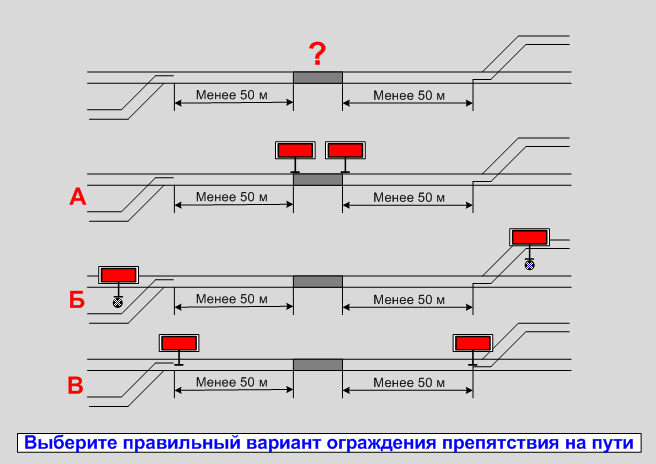 ?
Менее 50 м Менее 50 м
А
Менее 50 м Менее 50 м
Б
Менее 50 м Менее 50 м
В
Менее 50 м Менее 50 м
Выберите правильный вариант ограждения препятствия на пути